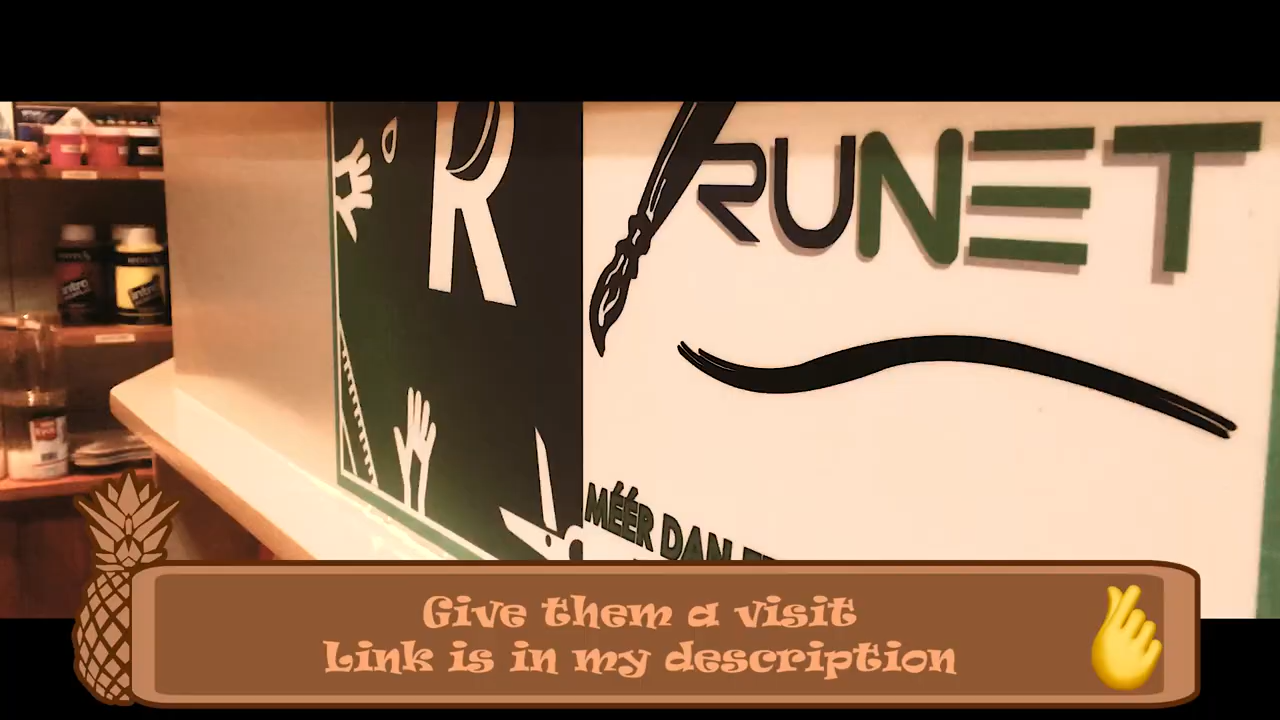 R
RUNET
MÉÉR DAN
Give them a visit
Link is in my description